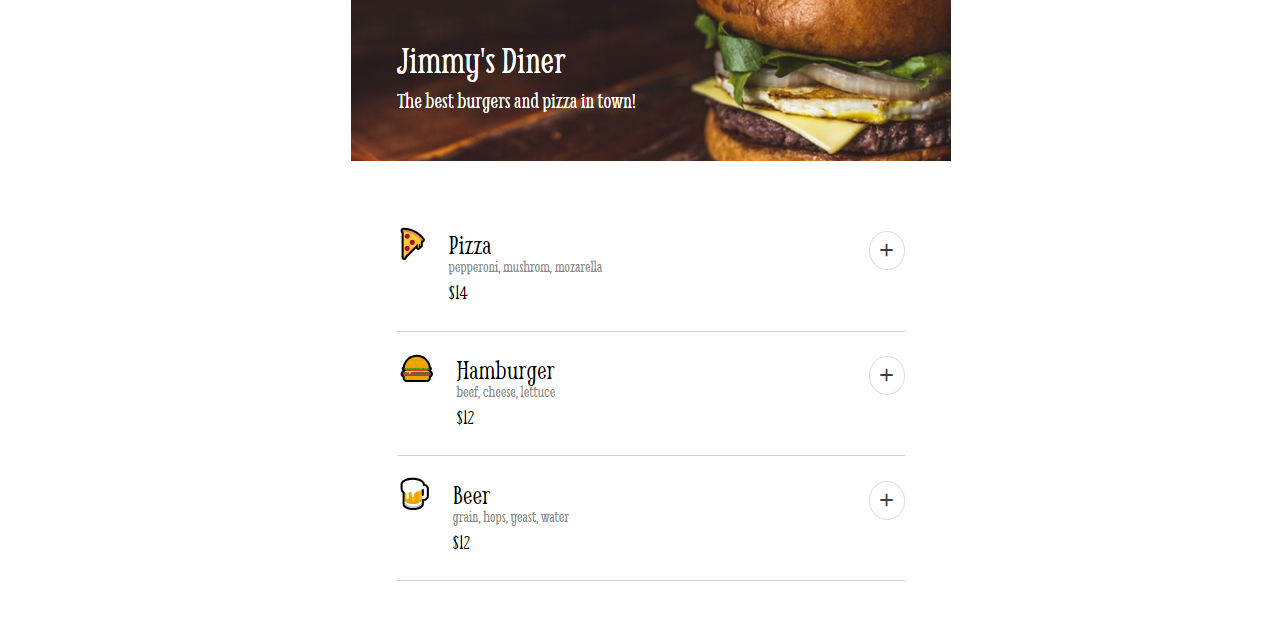 Jimmy's Diner
The best burgers and pizza in town!
Pizza
pepperoni, mushrom, mozarella
$14
+
Hamburger
beef, cheese, lettuce
$12
+
Beer
grain, hops, yeast, water
$12
+